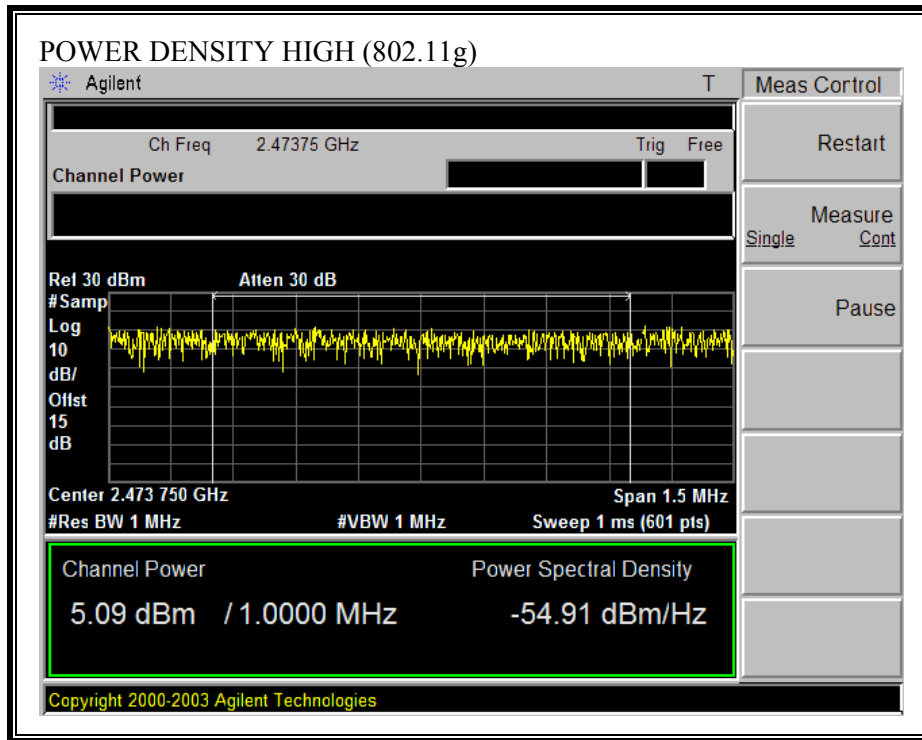 POWER DENSITY HIGH (802.11g)
Agilent T
Meas Control
Ch Freq 2.47375 GHz Trig Free
Channel Power
Restart
Measure
Single Cont
Pause
Ref 30 dBm Atten 30 dB
#Samp
Log
10
dB/
Offst
15
dB
Center 2.473 750 GHz Span 1.5 MHz
#Res BW 1 MHz #VBW 1 MHz Sweep 1 ms (601 pts)
Channel Power Power Spectral Density
5.09 dBm / 1.0000 MHz -54.91 dBm/Hz
Copyright 2000-2003 Agilent Technologies